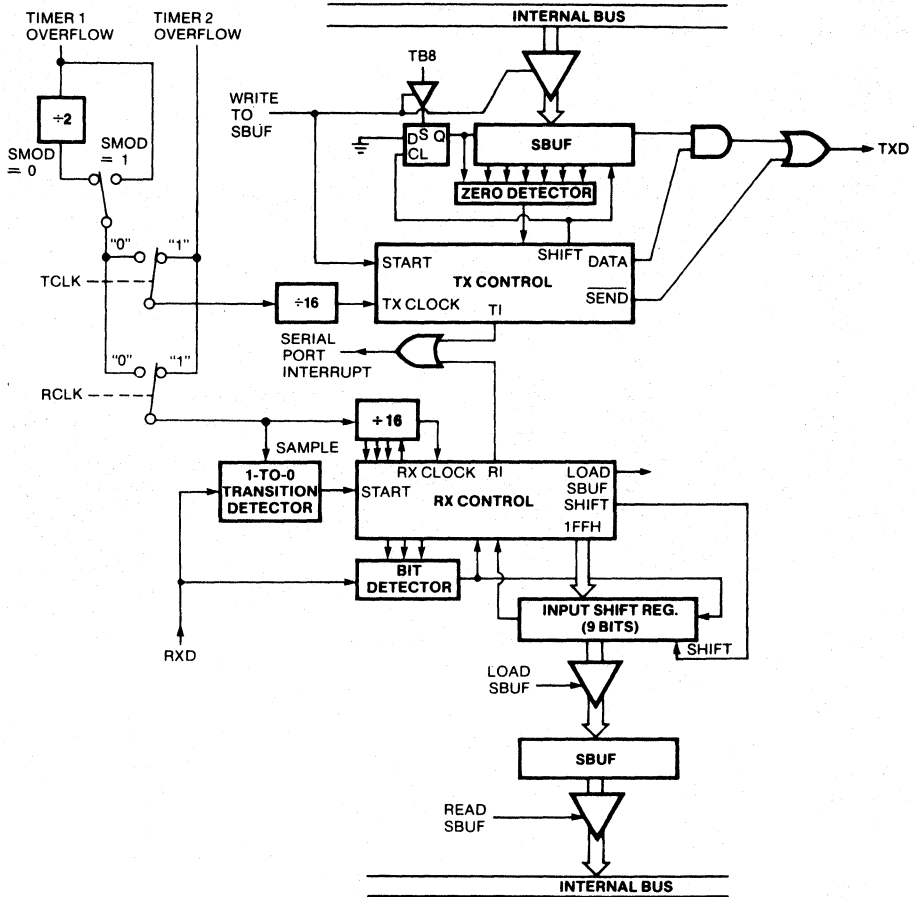 TIMER 1
OVERFLOW
TIMER 2
OVERFLOW
INTERNAL BUS
TB8
WRITE
TO
SBUF
÷2
SMOD
= 0
SMOD
= 1
D S Q
CL
SBUF
TXD
ZERO DETECTOR
"0"
"1"
TCLK
START
SHIFT
DATA
TX CONTROL
÷16
TX CLOCK
TI
SEND
SERIAL
PORT
INTERRUPT
"0"
"1"
RCLK
÷16
SAMPLE
1-TO-0
TRANSITION
DETECTOR
RX CLOCK
RI
START
RX CONTROL
LOAD
SBUF
SHIFT
1FFH
BIT
DETECTOR
INPUT SHIFT REG.
(9 BITS)
SHIFT
RXD
LOAD
SBUF
SBUF
READ
SBUF
INTERNAL BUS